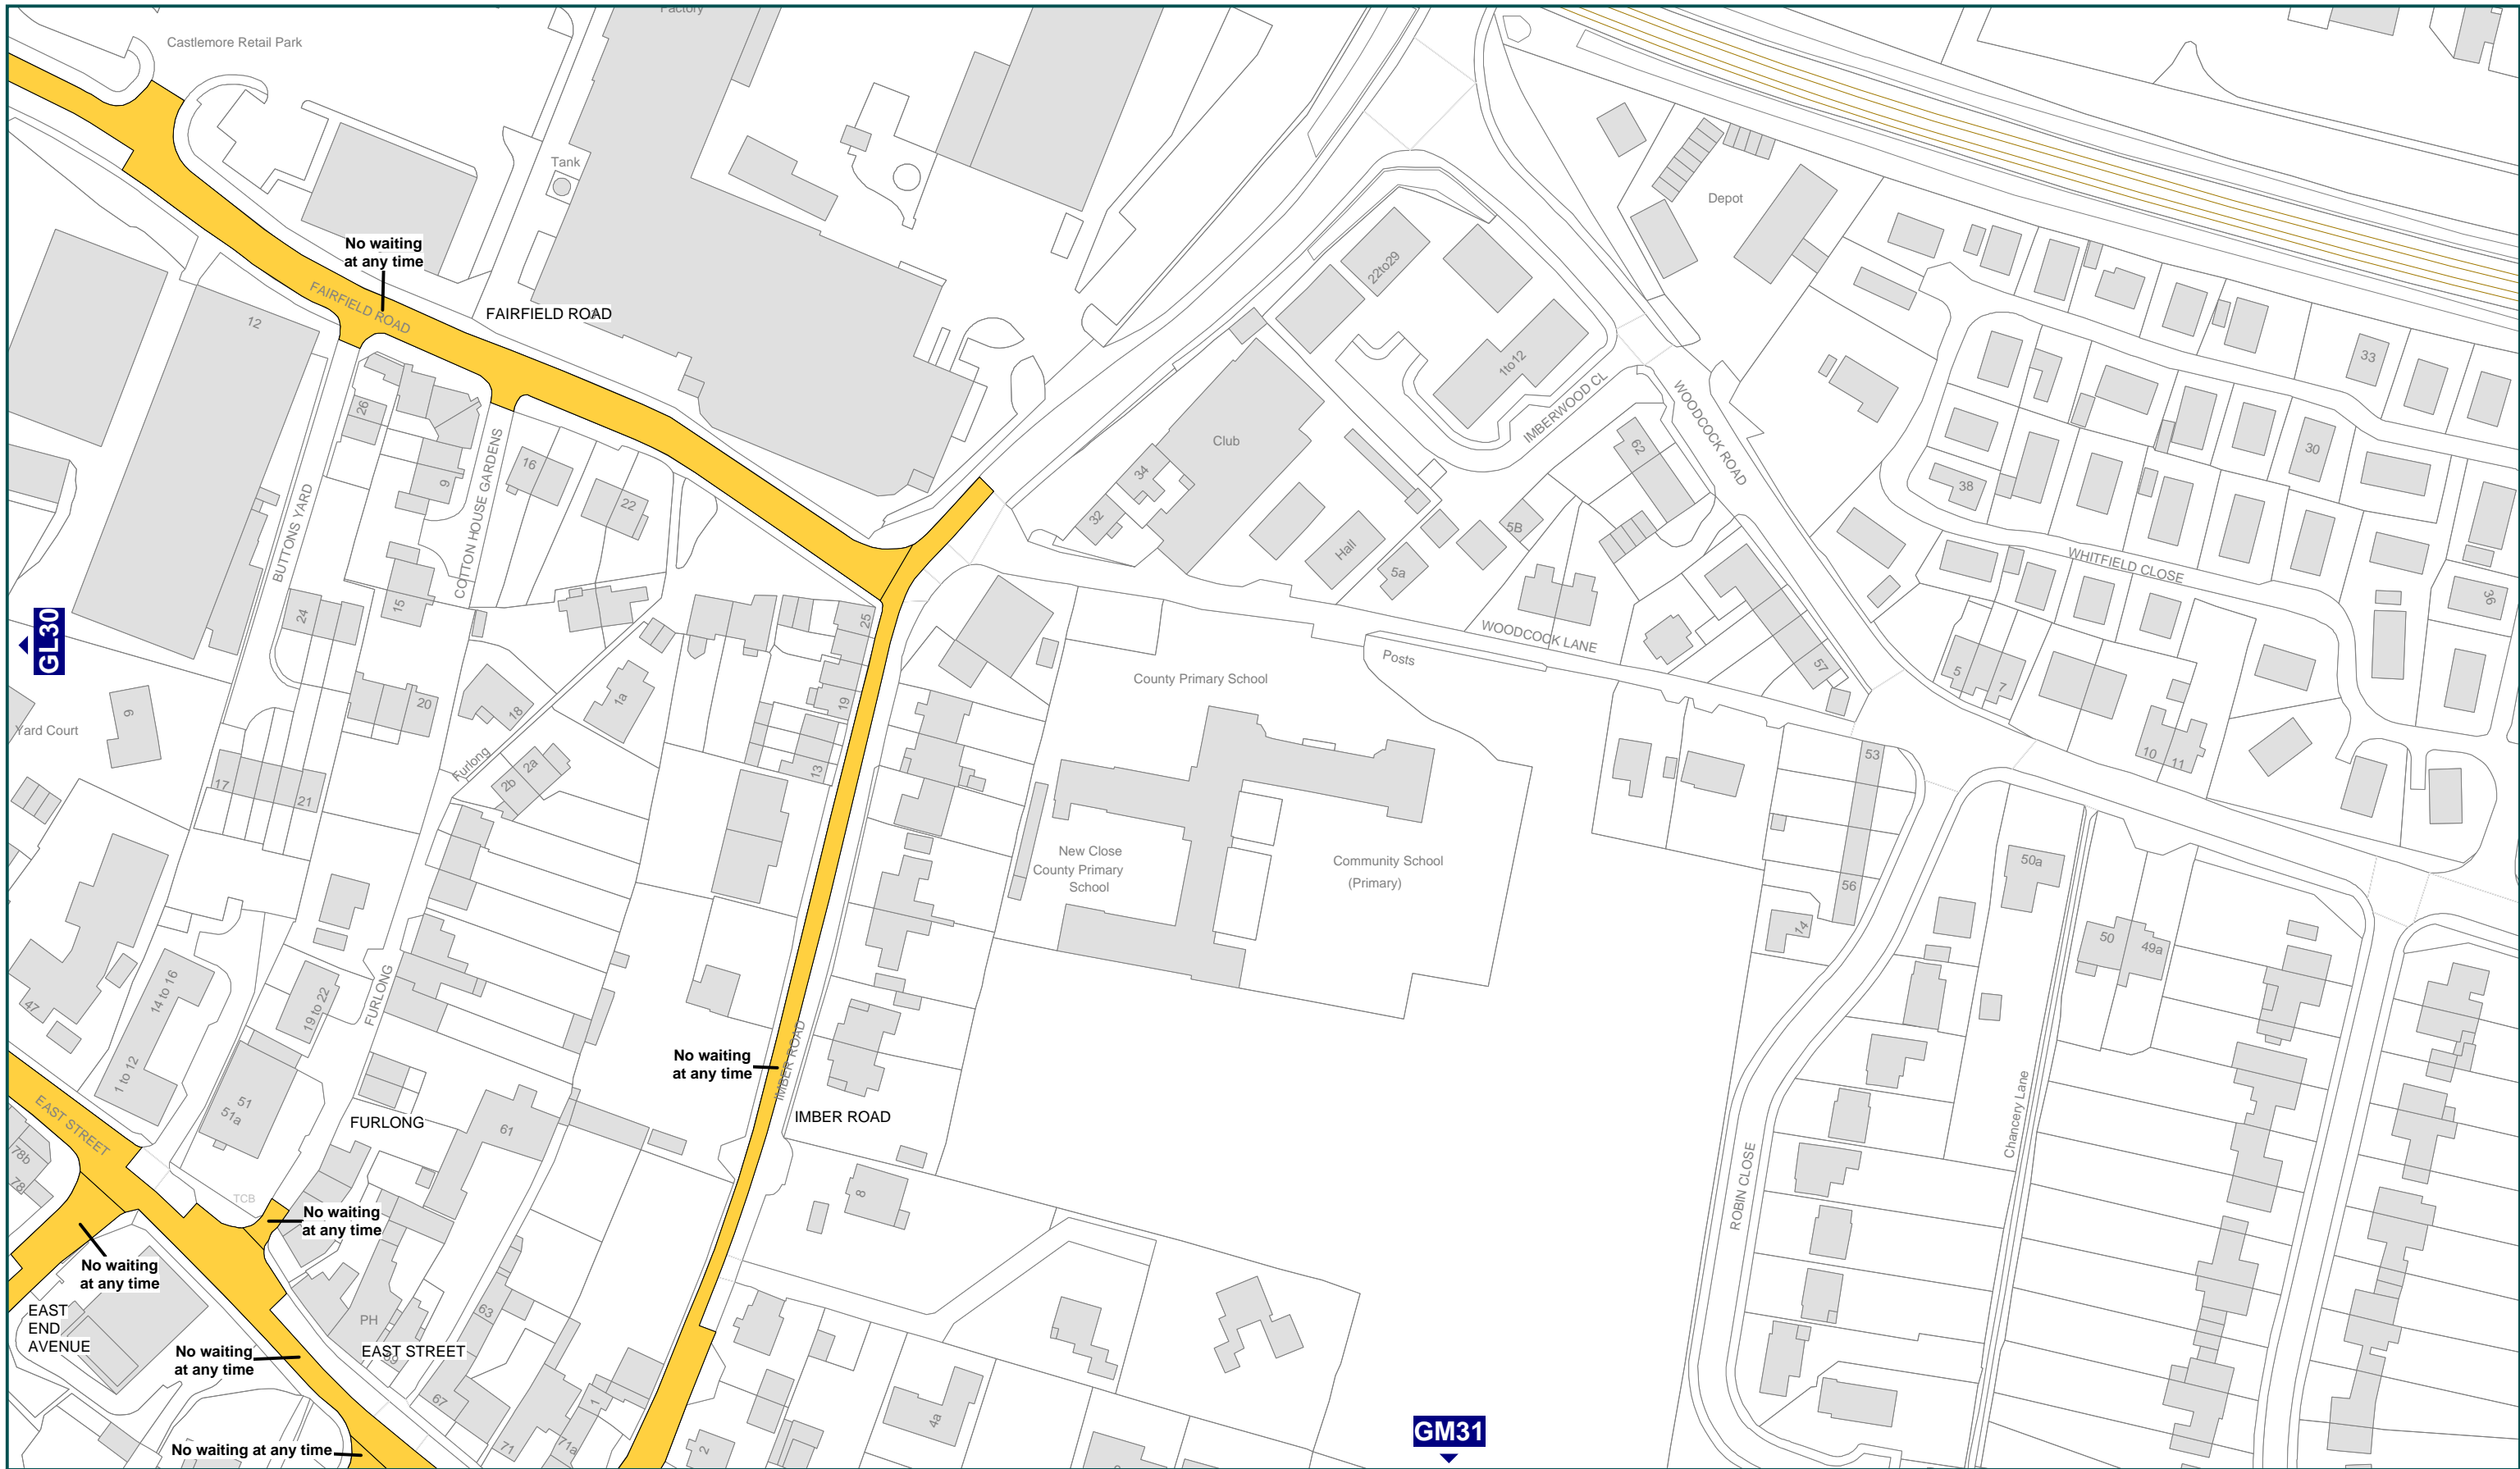 Factory
Castlemore Retail Park
Tank
Depot
No waiting
at any time
FAIRFIELD ROAD
FAIRFIELD ROAD
12
22to29
1to12
33
IMBERWOOD CL
WOODCOCK ROAD
26
Club
62
30
34
16
9
22
38
32
5B
Hall
5a
BUTTONS YARD
COTTON HOUSE GARDENS
WHITFIELD CLOSE
36
15
24
25
GL30
WOODCOCK LANE
Posts
57
5
7
County Primary School
1a
19
20
18
6
Yard Court
Furlong
2a
2b
13
17
21
53
10
11
New Close
County Primary
School
Community School
(Primary)
50a
56
14
50
49a
14 to 16
19 to 22
47
FURLONG
1 to 12
No waiting
at any time
IMBER ROAD
IMBER ROAD
51
51a
FURLONG
61
EAST STREET
78b
78
Chancery Lane
ROBIN CLOSE
TCB
8
No waiting
at any time
No waiting
at any time
EAST
END
AVENUE
PH
63
69
EAST STREET
No waiting
at any time
67
1
71
71a
2
4a
No waiting at any time
GM31